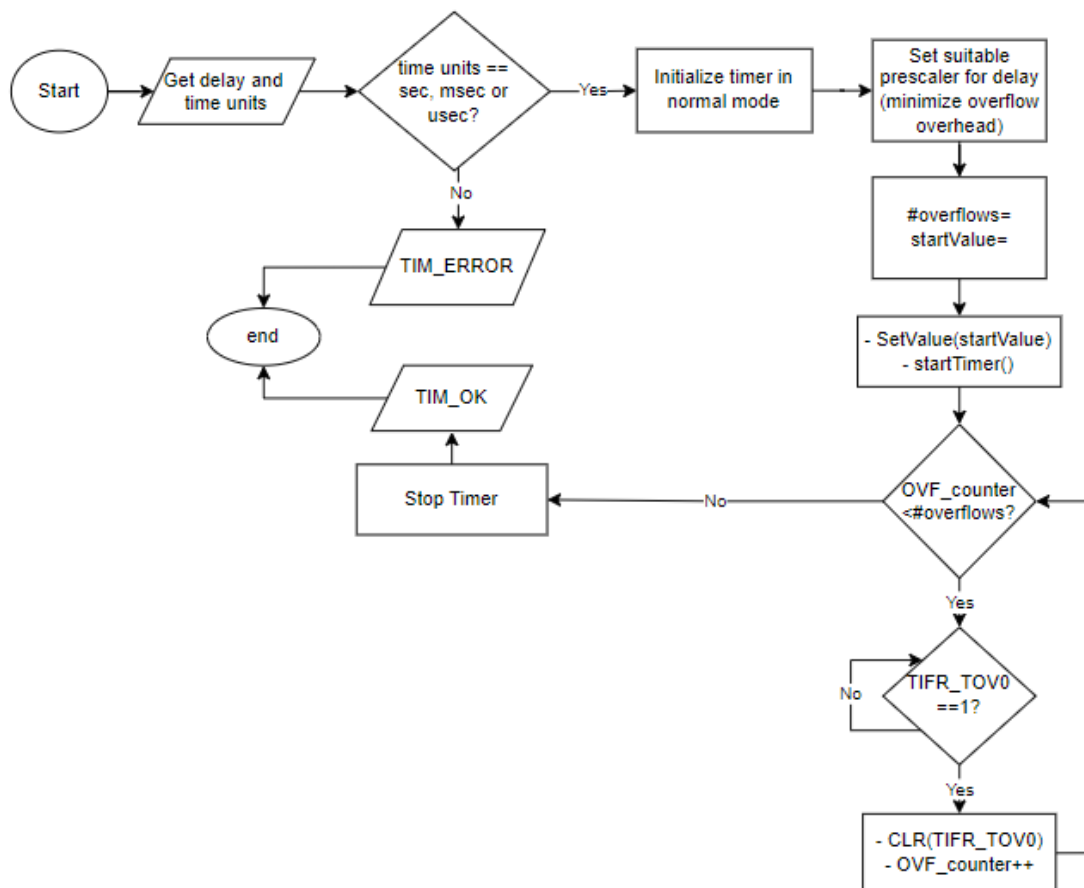 Start
Get delay and
time units
time units ==
sec, msec or
usec?
Yes
Initialize timer in
normal mode
Set suitable
prescaler for delay
(minimize overflow
overhead)
No
#overflows=
startValue=
TIM_ERROR
end
- SetValue(startValue)
- startTimer()
TIM_OK
Stop Timer
No
OVF_counter
<#overflows?
Yes
TIFR_TOV0
==1?
No
Yes
- CLR(TIFR_TOV0)
- OVF_counter++